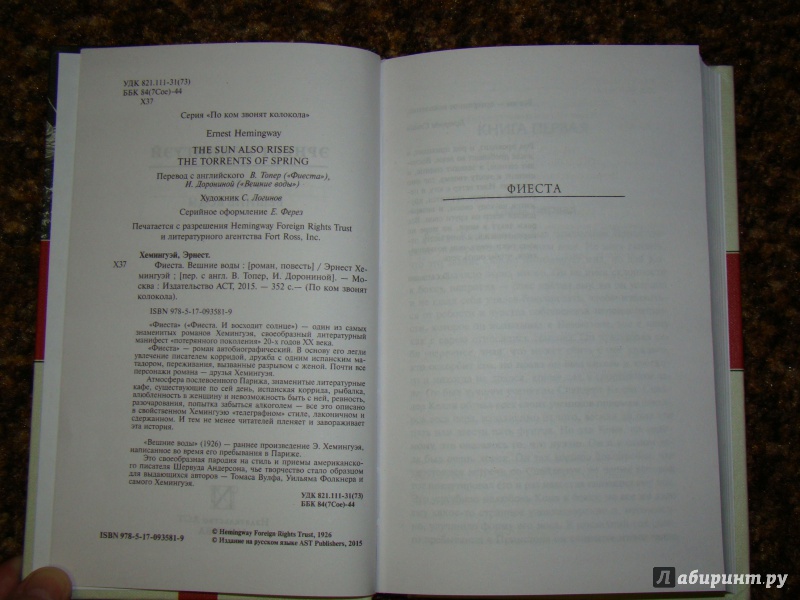 УДК 821.111-31(73)
ББК 84(7Сое)-44
Х37
Серия «По ком звонят колокола»
Ernest Hemingway
THE SUN ALSO RISES
THE TORRENTS OF SPRING
Перевод с английского В. Топер («Фиеста»),
И. Дорониной («Вешние воды»)
Художник С. Логинов
Серийное оформление Е. Ферез
Печатается с разрешения Hemingway Foreign Rights Trust
и литературного агентства Fort Ross, Inc.
Хемингуэй, Эрнест.
Х37 Фиеста. Вешние воды : [роман, повесть] / Эрнест Хе-
мингуэй ; [пер. с англ. В. Топер, И. Дорониной]. — Мо-
сква : Издательство АСТ, 2015. — 352 с.— (По ком звонят
колокола).
ISBN 978-5-17-093581-9
«Фиеста» («Фиеста. И восходит солнце») — один из самых
знаменитых романов Хемингуэя, своеобразный литературный
манифест «потерянного поколения» 20-х годов XX века.
«Фиеста» — роман автобиографический. В основу его легли
увлечение писателем корридой, дружба с одним испанским ма-
тадором, переживания, вызванные разрывом с женой. Почти все
персонажи романа — друзья Хемингуэя.
Атмосфера послевоенного Парижа, знаменитые литературные
кафе, существующие по сей день, испанская коррида, рыбалка,
влюбленность в женщину и невозможность быть с ней, ревность,
разочарования, попытка забыться алкоголем — все это описано
в свойственном Хемингуэю «телеграфном» стиле, лаконичном и
сдержанном. И тем не менее читателей пленяет и завораживает
эта история.
«Вешние воды» (1926) — раннее произведение Э. Хемингуэя,
написанное во время его пребывания в Париже.
Это своеобразная пародия на стиль и приемы американско-
го писателя Шервуда Андерсона, чье творчество стало образцом
для выдающихся авторов — Томаса Вулфа, Уильяма Фолкнера и
самого Хемингуэя.
УДК 821.111-31(73)
ББК 84(7Сое)-44
ISBN 978-5-17-093581-9
© Hemingway Foreign Rights Trust, 1926
© Издание на русском языке AST Publishers, 2015
ФИЕСТА
Лабиринт.ру